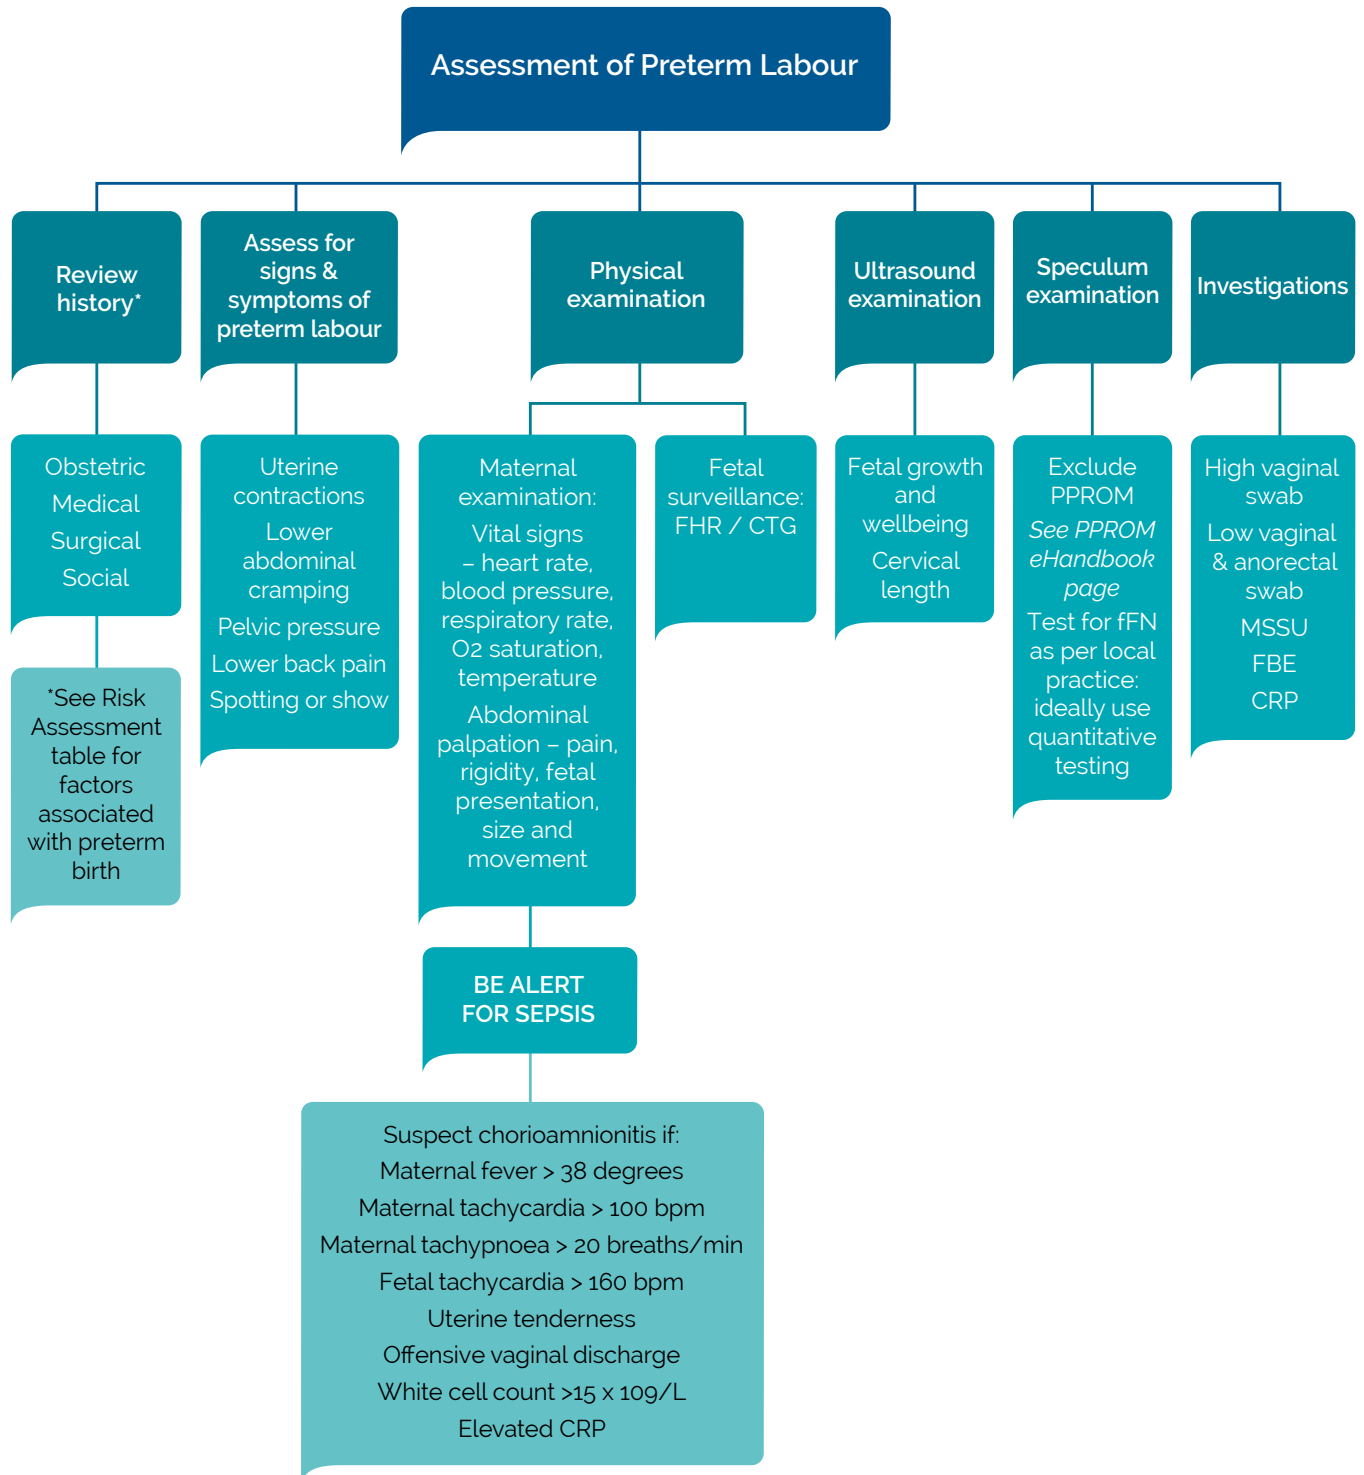 Assessment of Preterm Labour
Review
history*
Assess for
signs &
symptoms of
preterm labour
Physical
examination
Ultrasound
examination
Speculum
examination
Investigations
Obstetric
Medical
Surgical
Social
*See Risk
Assessment
table for
factors
associated
with preterm
birth
Uterine
contractions
Lower
abdominal
cramping
Pelvic pressure
Lower back pain
Spotting or show
Maternal
examination:
Vital signs
– heart rate,
blood pressure,
respiratory rate,
O2 saturation,
temperature
Abdominal
palpation – pain,
rigidity, fetal
presentation,
size and
movement
Fetal
surveillance:
FHR / CTG
Fetal growth
and
wellbeing
Cervical
length
Exclude
PPROM
See PPROM
eHandbook
page
Test for fFN
as per local
practice:
ideally use
quantitative
testing
High vaginal
swab
Low vaginal
& anorectal
swab
MSSU
FBE
CRP
BE ALERT
FOR SEPSIS
Suspect chorioamnionitis if:
Maternal fever > 38 degrees
Maternal tachycardia > 100 bpm
Maternal tachypnoea > 20 breaths/min
Fetal tachycardia > 160 bpm
Uterine tenderness
Offensive vaginal discharge
White cell count >15 x 109/L
Elevated CRP